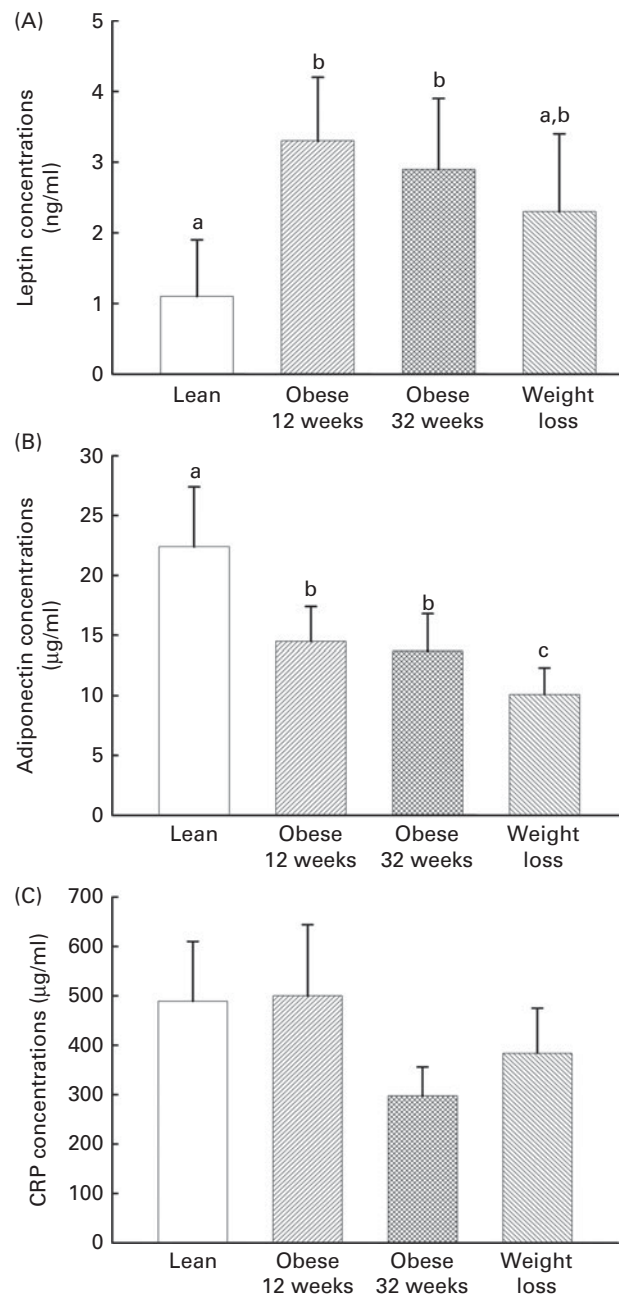 (A)
Leptin concentrations
(ng/ml)
5
4
3
2
1
0
a
b
b
a,b
Lean
Obese
12 weeks
Obese
32 weeks
Weight
loss
(B)
Adiponectin concentrations
(μg/ml)
30
25
20
15
10
5
0
a
b
b
c
Lean
Obese
12 weeks
Obese
32 weeks
Weight
loss
(C)
CRP concentrations (μg/ml)
700
600
500
400
300
200
100
0
Lean
Obese
12 weeks
Obese
32 weeks
Weight
loss